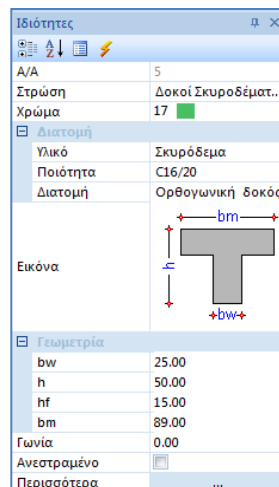 Ιδιότητες
A/A 5
Στρώση Δοκοί Σκυροδέματ..
Χρώμα 17
Διατομή
Υλικό Σκυρόδεμα
Ποιότητα C16/20
Διατομή Ορθογωνική δοκός
Εικόνα
bm
h
bw
Γεωμετρία
bw 25.00
h 50.00
hf 15.00
bm 89.00
Γωνία 0.00
Ανεστραμένο
Περισσότερα ...